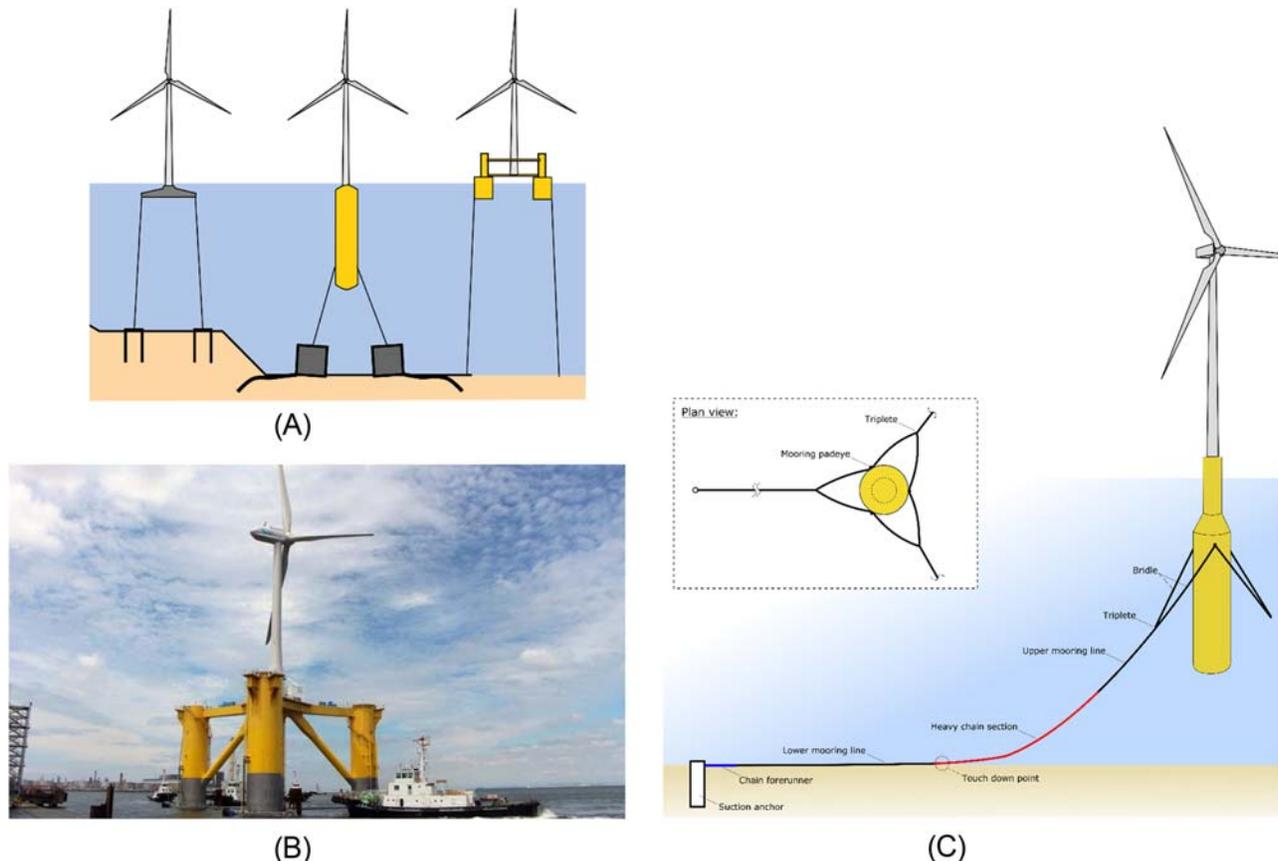 (A)
(B)
Plan view:
Triplete
Mooring padeye
Bridle
Triplete
Upper mooring line
Heavy chain section
Lower mooring line
Touch down point
Chain forerunner
Suction anchor
(C)